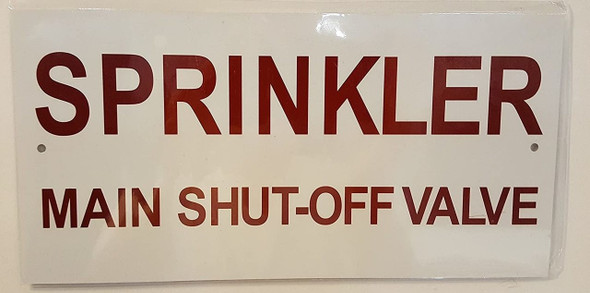 SPRINKLER
MAIN SHUT-OFF VALVE